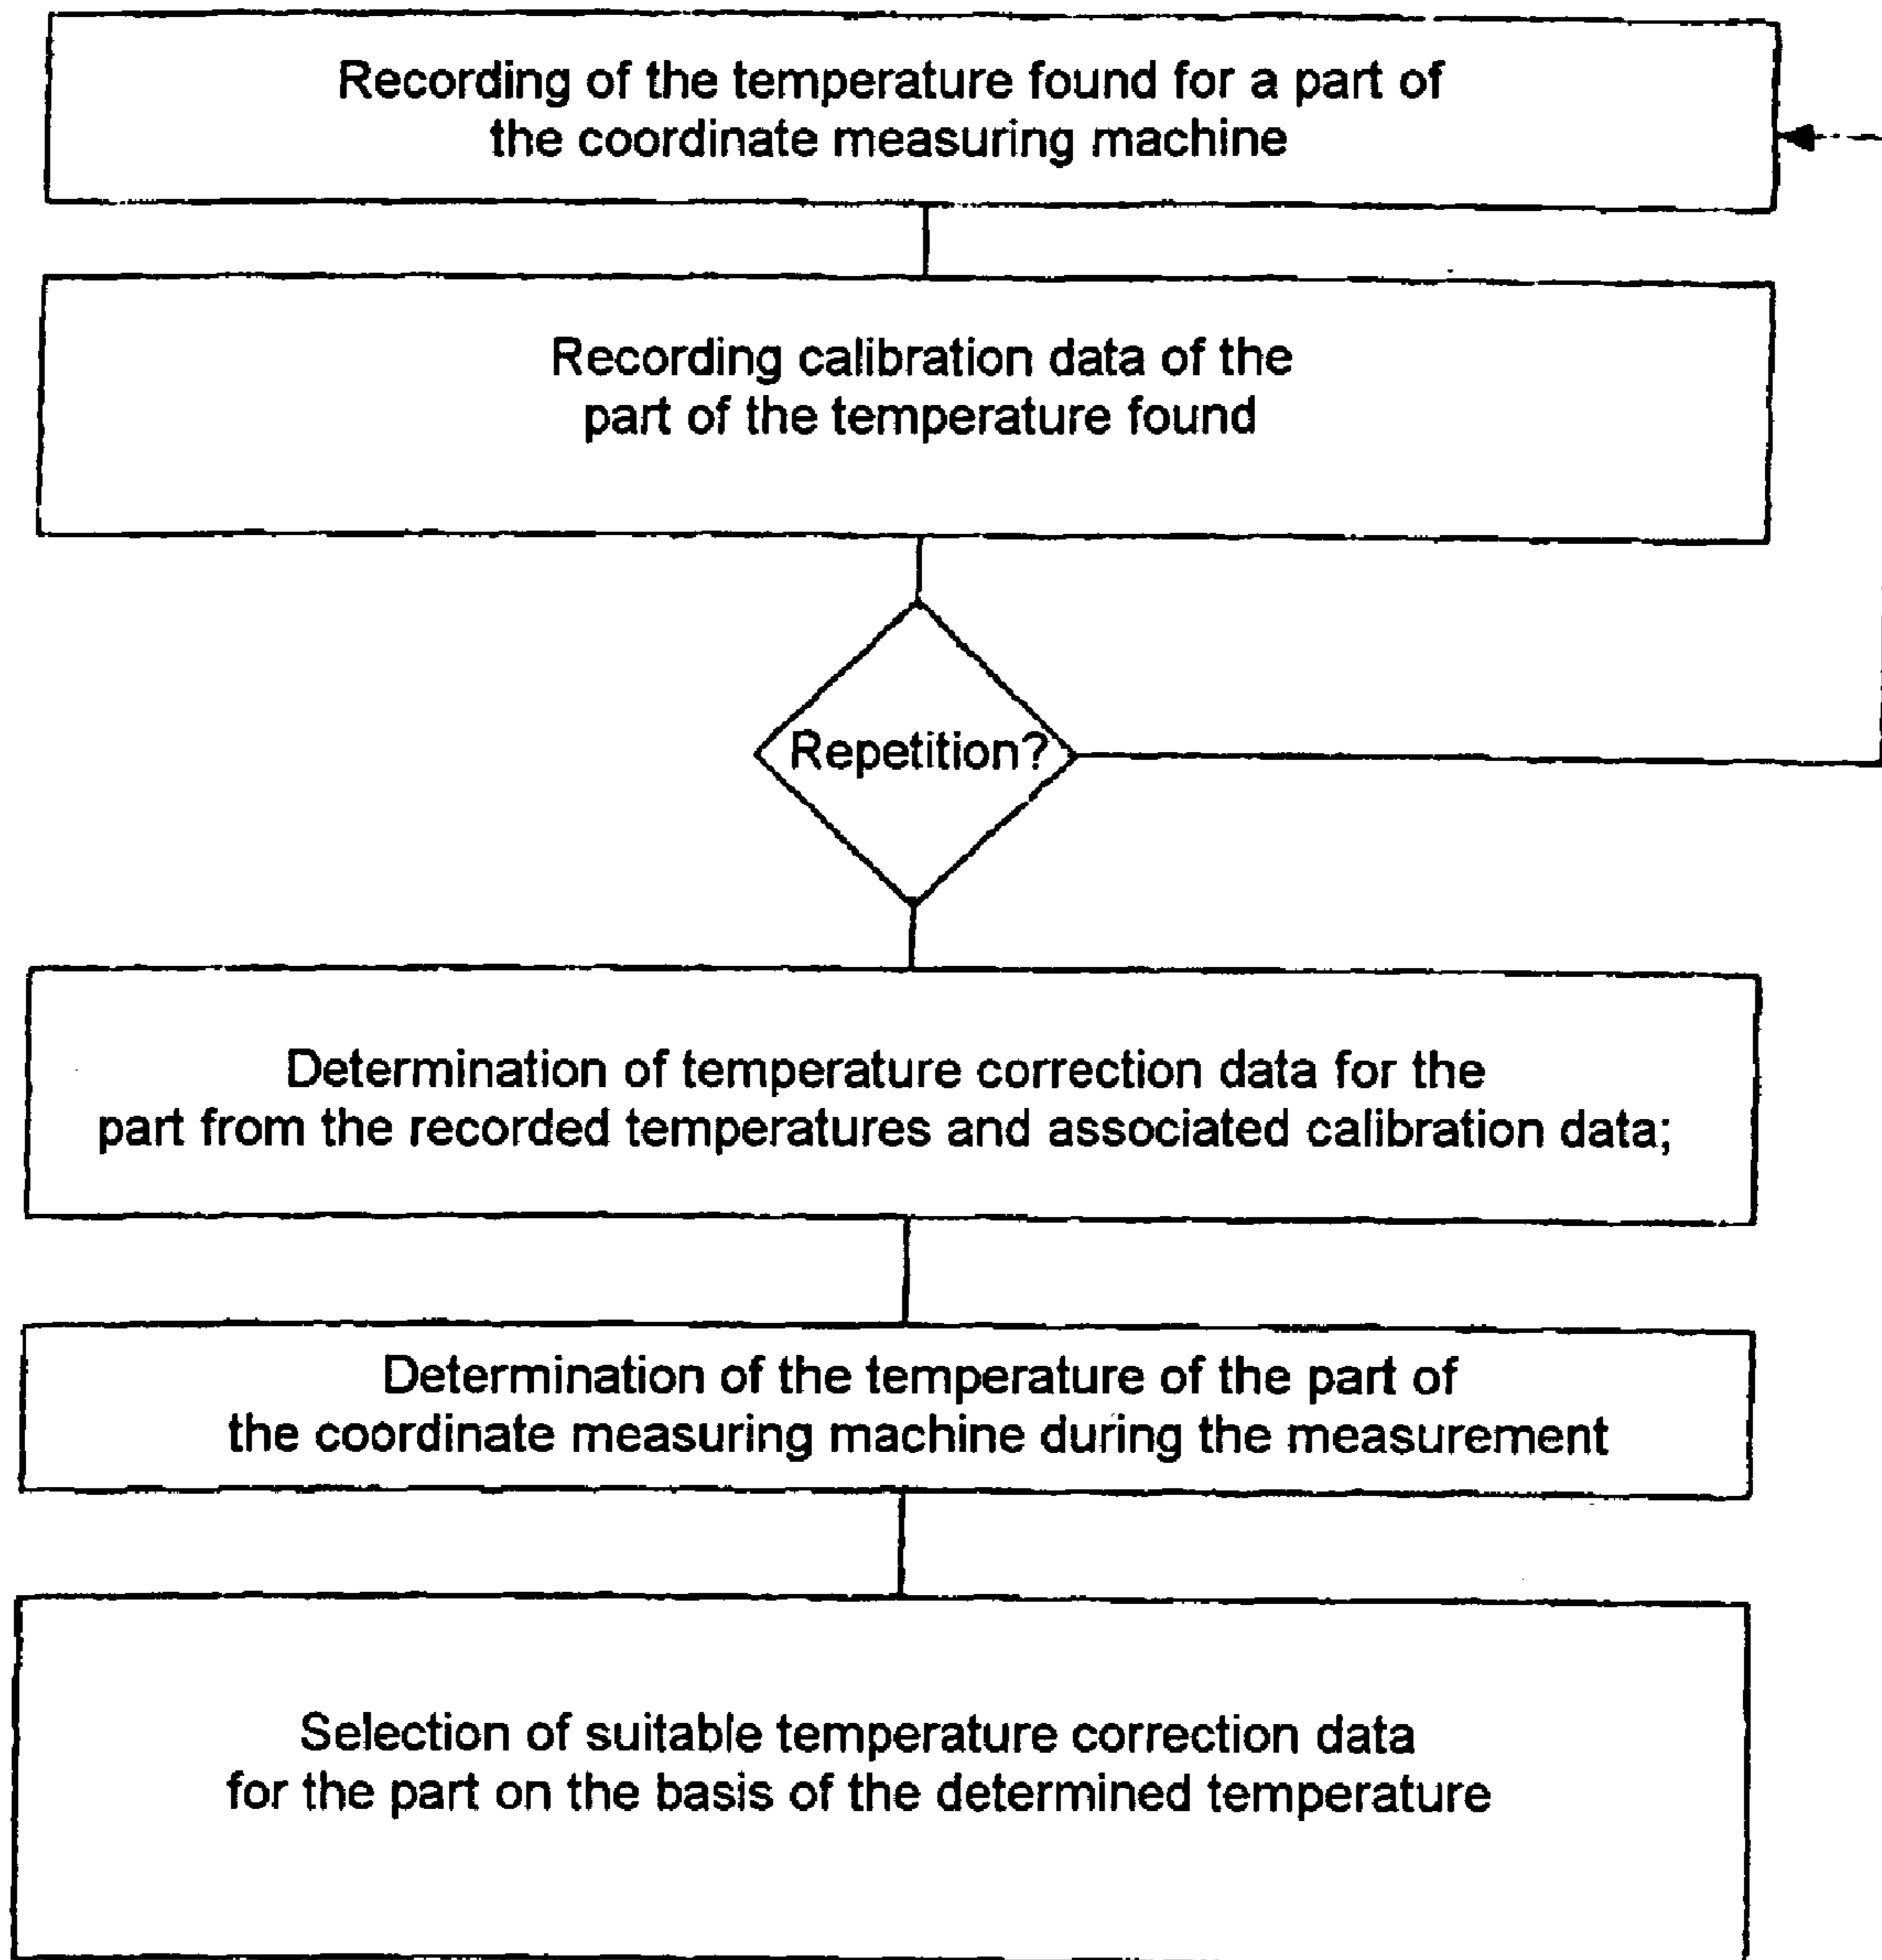 Recording of the temperature found for a part of
the coordinate measuring machine
Recording calibration data of the
part of the temperature found
Repetition?
Determination of temperature correction data for the
part from the recorded temperatures and associated calibration data;
Determination of the temperature of the part of
the coordinate measuring machine during the measurement
Selection of suitable temperature correction data
for the part on the basis of the determined temperature